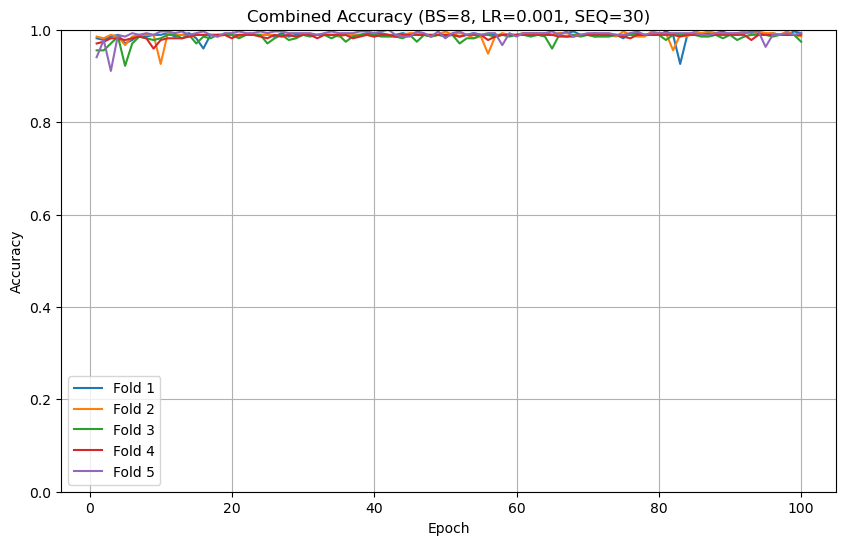 Combined Accuracy (BS=8, LR=0.001, SEQ=30)
Accuracy
1.0
0.8
0.6
0.4
0.2
0.0
Fold 1
Fold 2
Fold 3
Fold 4
Fold 5
0 20 40 60 80 100
Epoch